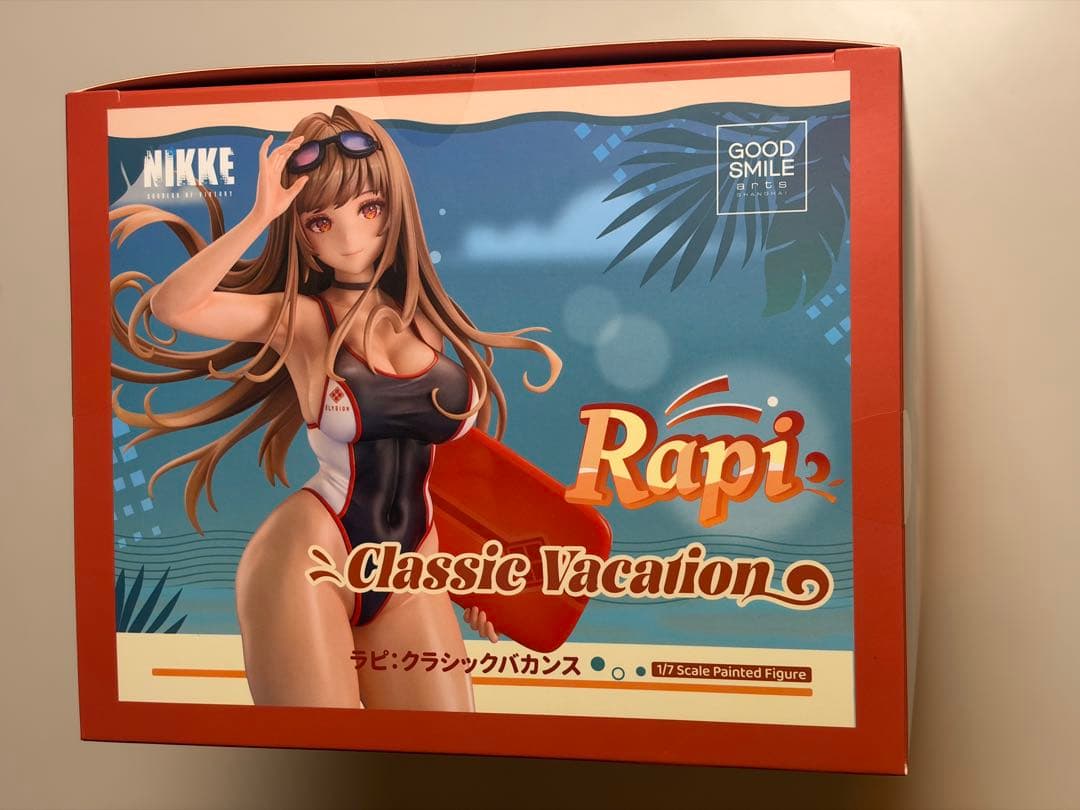 NIKKE
GODDESS OF VICTORY
GOOD
SMILE
arts
SHANGHAI
ELYSION
Rapi
Classic Vacation
ラピ:クラシックバカンス
1/7 Scale Painted Figure